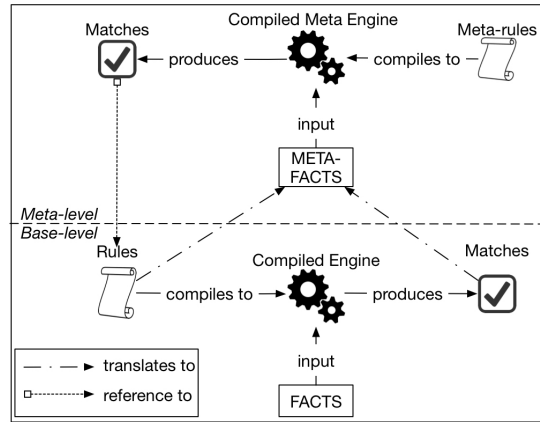 Compiled Meta Engine
Matches
Meta-rules
produces
compiles to
input
META-
FACTS
Meta-level
Base-level
Rules
Compiled Engine
Matches
compiles to
produces
translates to
input
reference to
FACTS